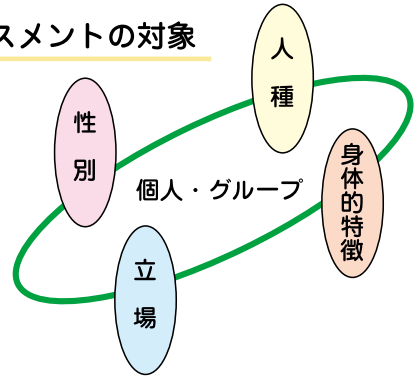 スメントの対象
人種
性別
個人・グループ
身体的特徴
立場